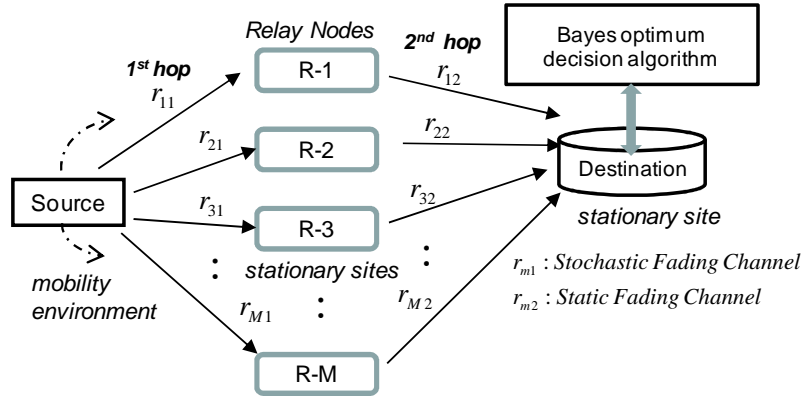 Relay Nodes
1st hop
2nd hop
Bayes optimum
decision algorithm
R-1
r11
r12
R-2
r21
r22
Source
R-3
r31
r32
Destination
stationary site
mobility
environment
stationary sites
rM1
rM2
R-M
rm1 : Stochastic Fading Channel
rm2 : Static Fading Channel